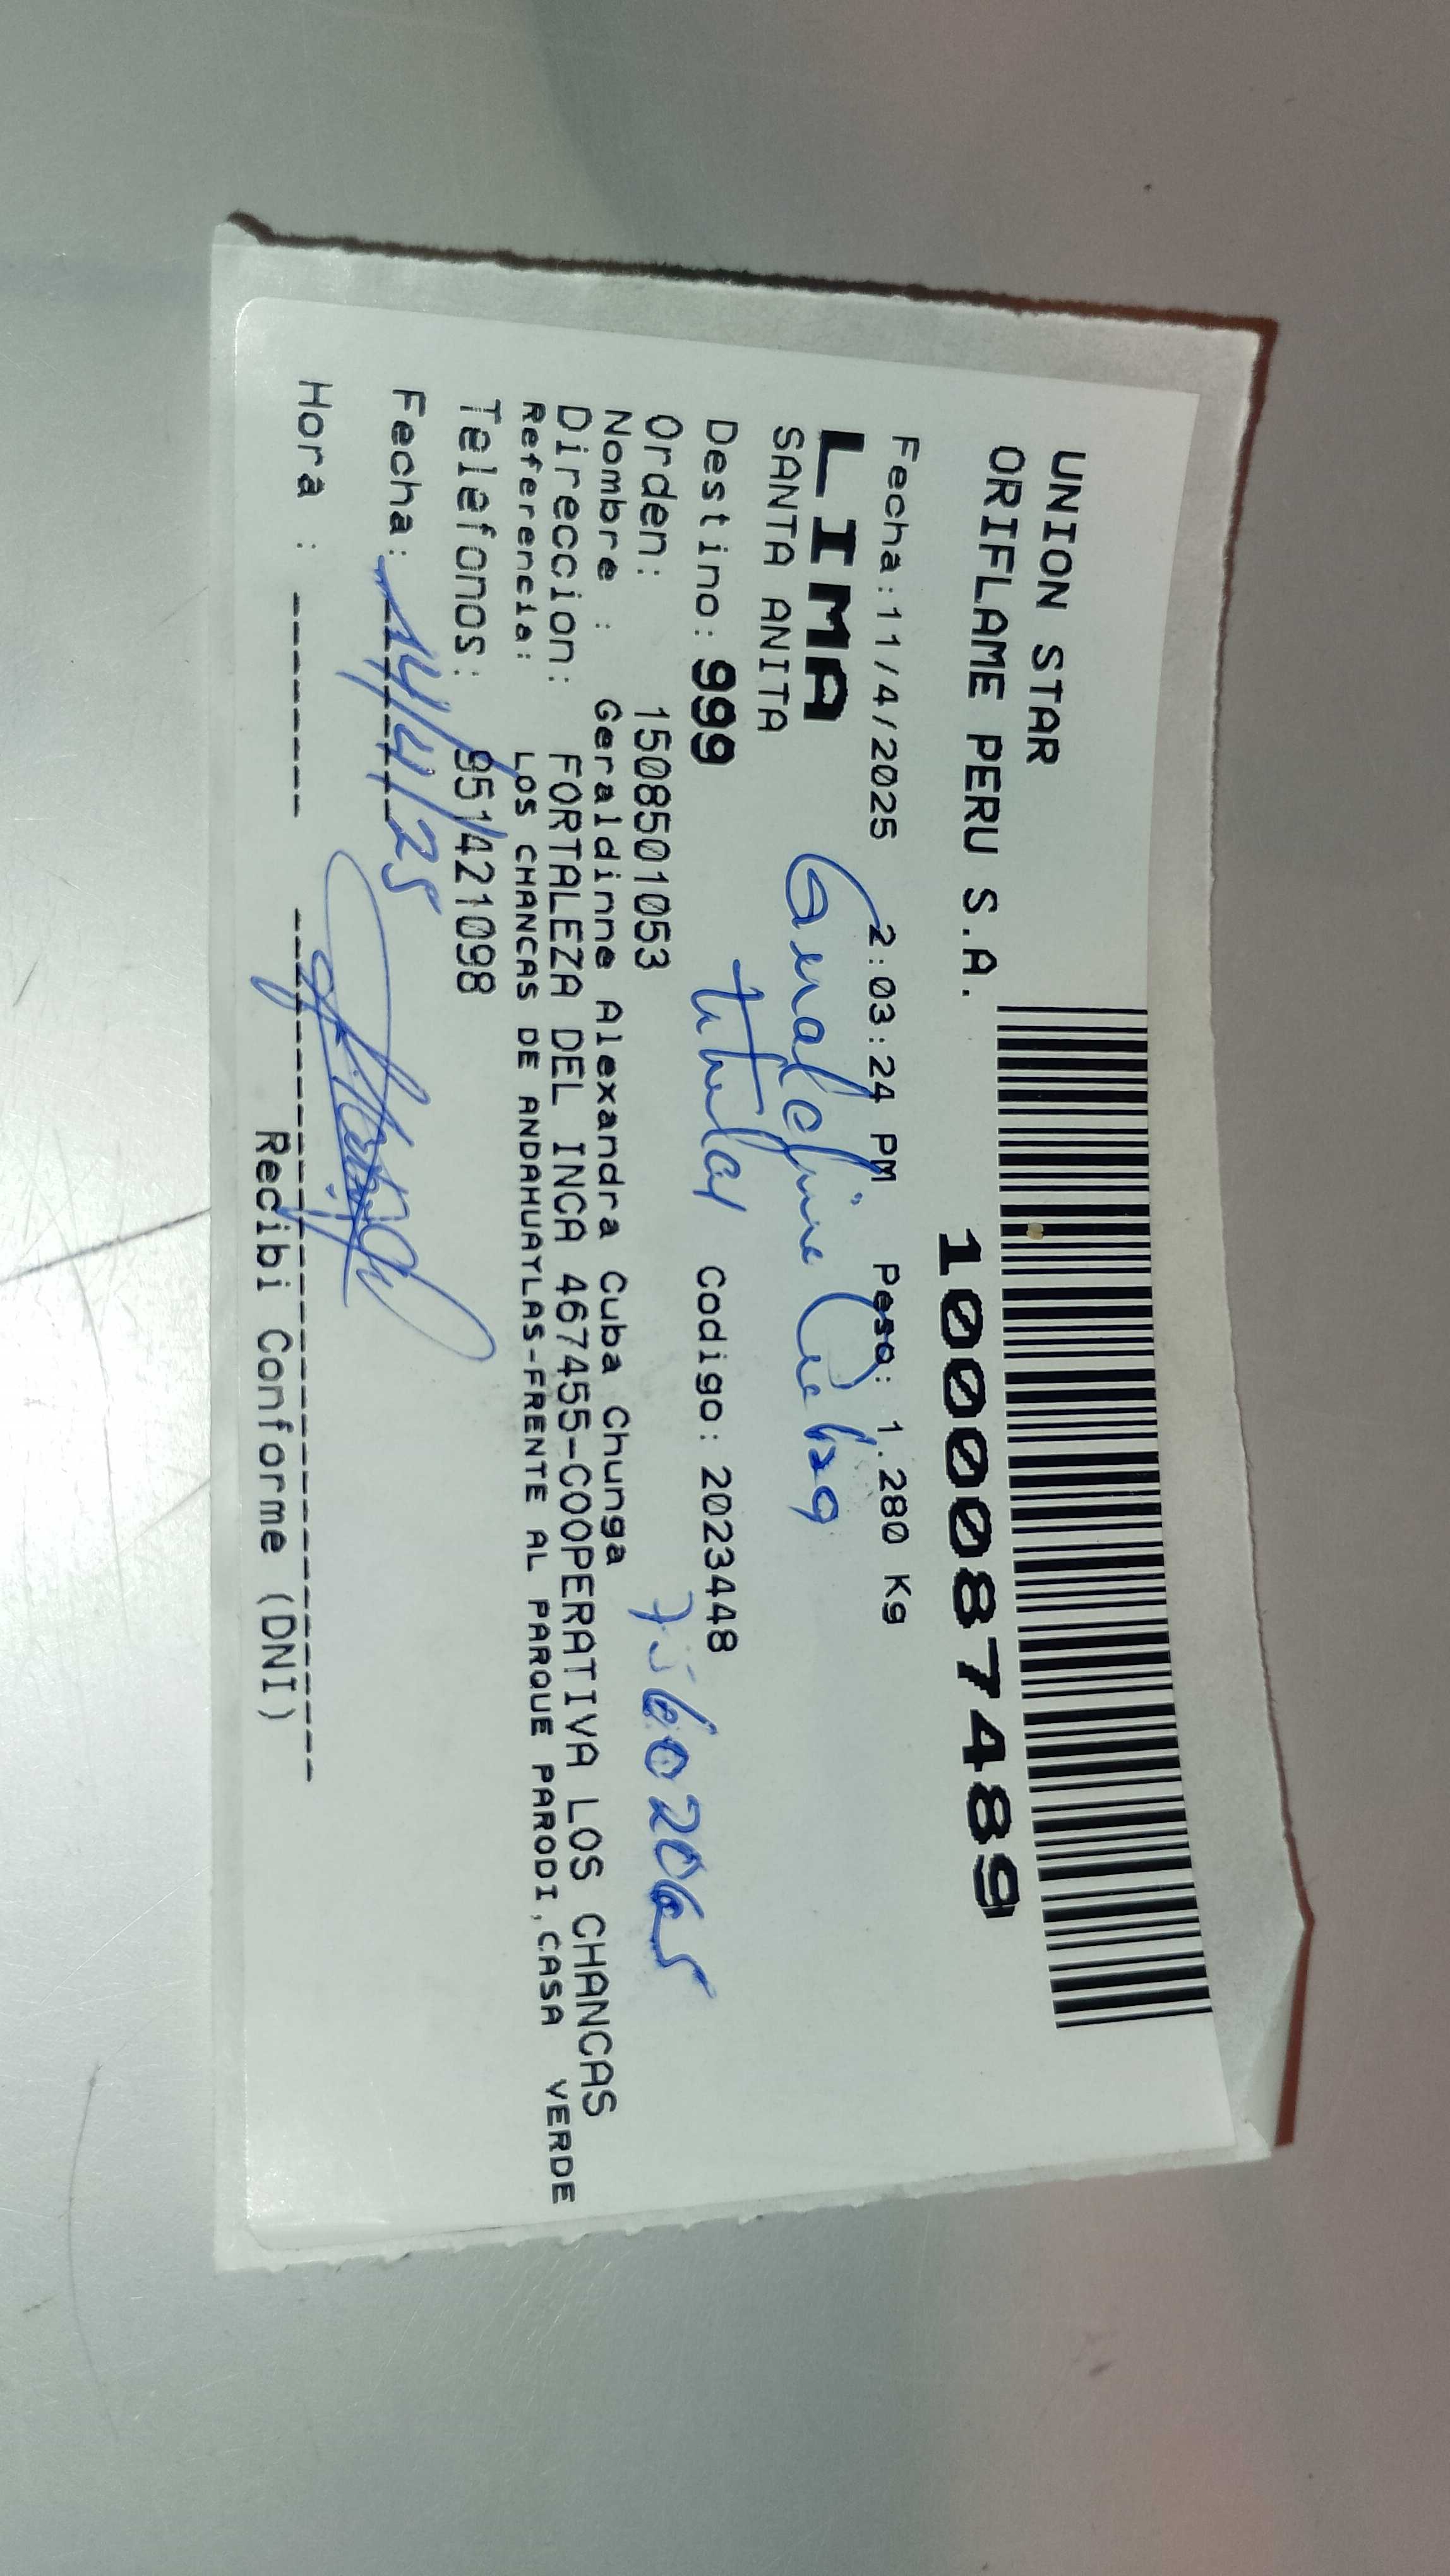 UNION STAR
ORIFLAME PERU S.A.
1000087489
Fecha:11/4/2025 2:03:24 PM Peso: 1.280 Kg
LIMA
SANTA ANITA
Geraldinne Cuba
Destino: 999 titular Codigo: 2023448
Orden: 1508501053
Nombre : Geraldinne Alexandra Cuba Chunga
Direccion: FORTALEZA DEL INCA 467455-COOPERATIVA LOS CHANCAS
Referencia: LOS CHANCAS DE ANDAHUAYLAS-FRENTE AL PARQUE PARODI,CASA VERDE
Telefonos: 951421098
Fecha: 14/4/25
Hora :
Recibi Conforme (DNI)